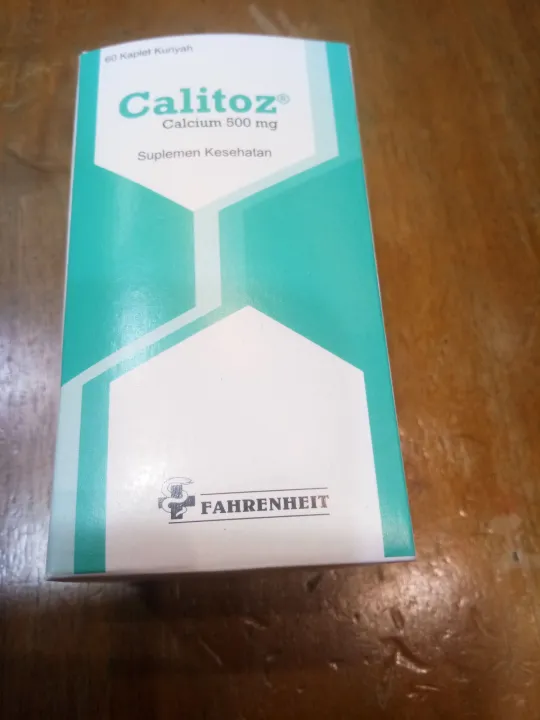 60 Kaplet Kunyah
Calitoz®
Calcium 500 mg
Suplemen Kesehatan
FAHRENHEIT